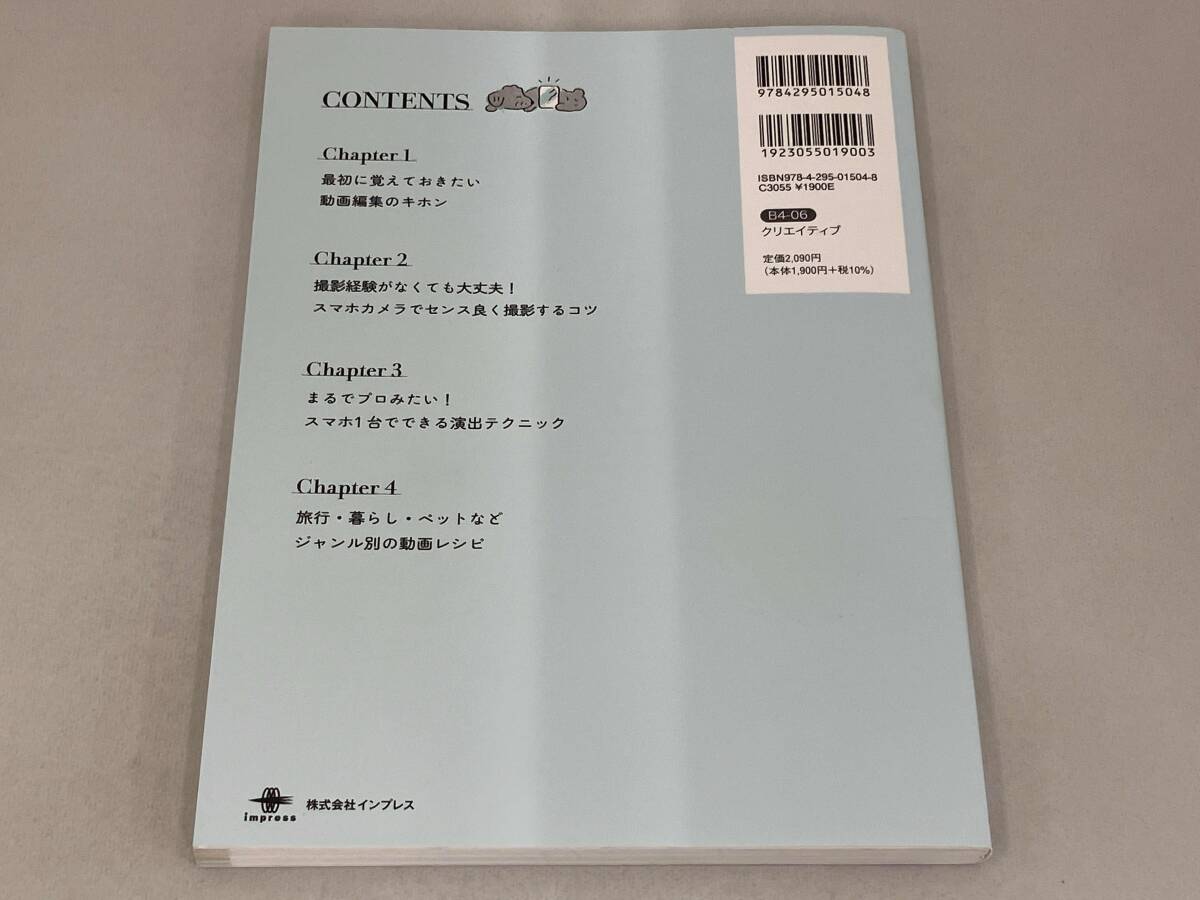 CONTENTS
Chapter 1
最初に覚えておきたい
動画編集のキホン
Chapter 2
撮影経験がなくても大丈夫！
スマホカメラでセンス良く撮影するコツ
Chapter 3
まるでプロみたい！
スマホ1台でできる演出テクニック
Chapter 4
旅行・暮らし・ペットなど
ジャンル別の動画レシピ
9784295015048
1923055019003
ISBN978-4-295-01504-8
C3055 ¥1900E
B4-06
クリエイティブ
定価2,090円
（本体1,900円＋税10%）
impress
株式会社インプレス